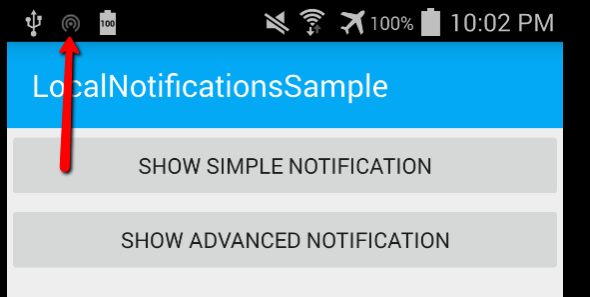 100 100% 10:02 PM
LocalNotificationsSample
SHOW SIMPLE NOTIFICATION
SHOW ADVANCED NOTIFICATION